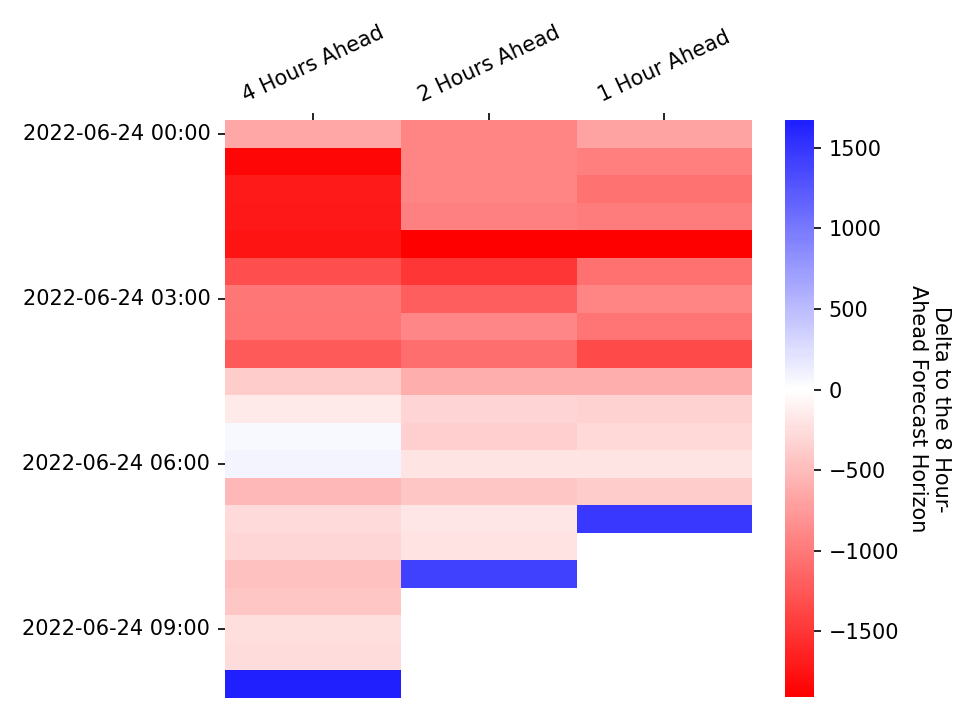 4 Hours Ahead
2 Hours Ahead
1 Hour Ahead
2022-06-24 00:00
2022-06-24 03:00
2022-06-24 06:00
2022-06-24 09:00
1500
1000
500
0
−500
−1000
−1500
Delta to the 8 Hour-
Ahead Forecast Horizon